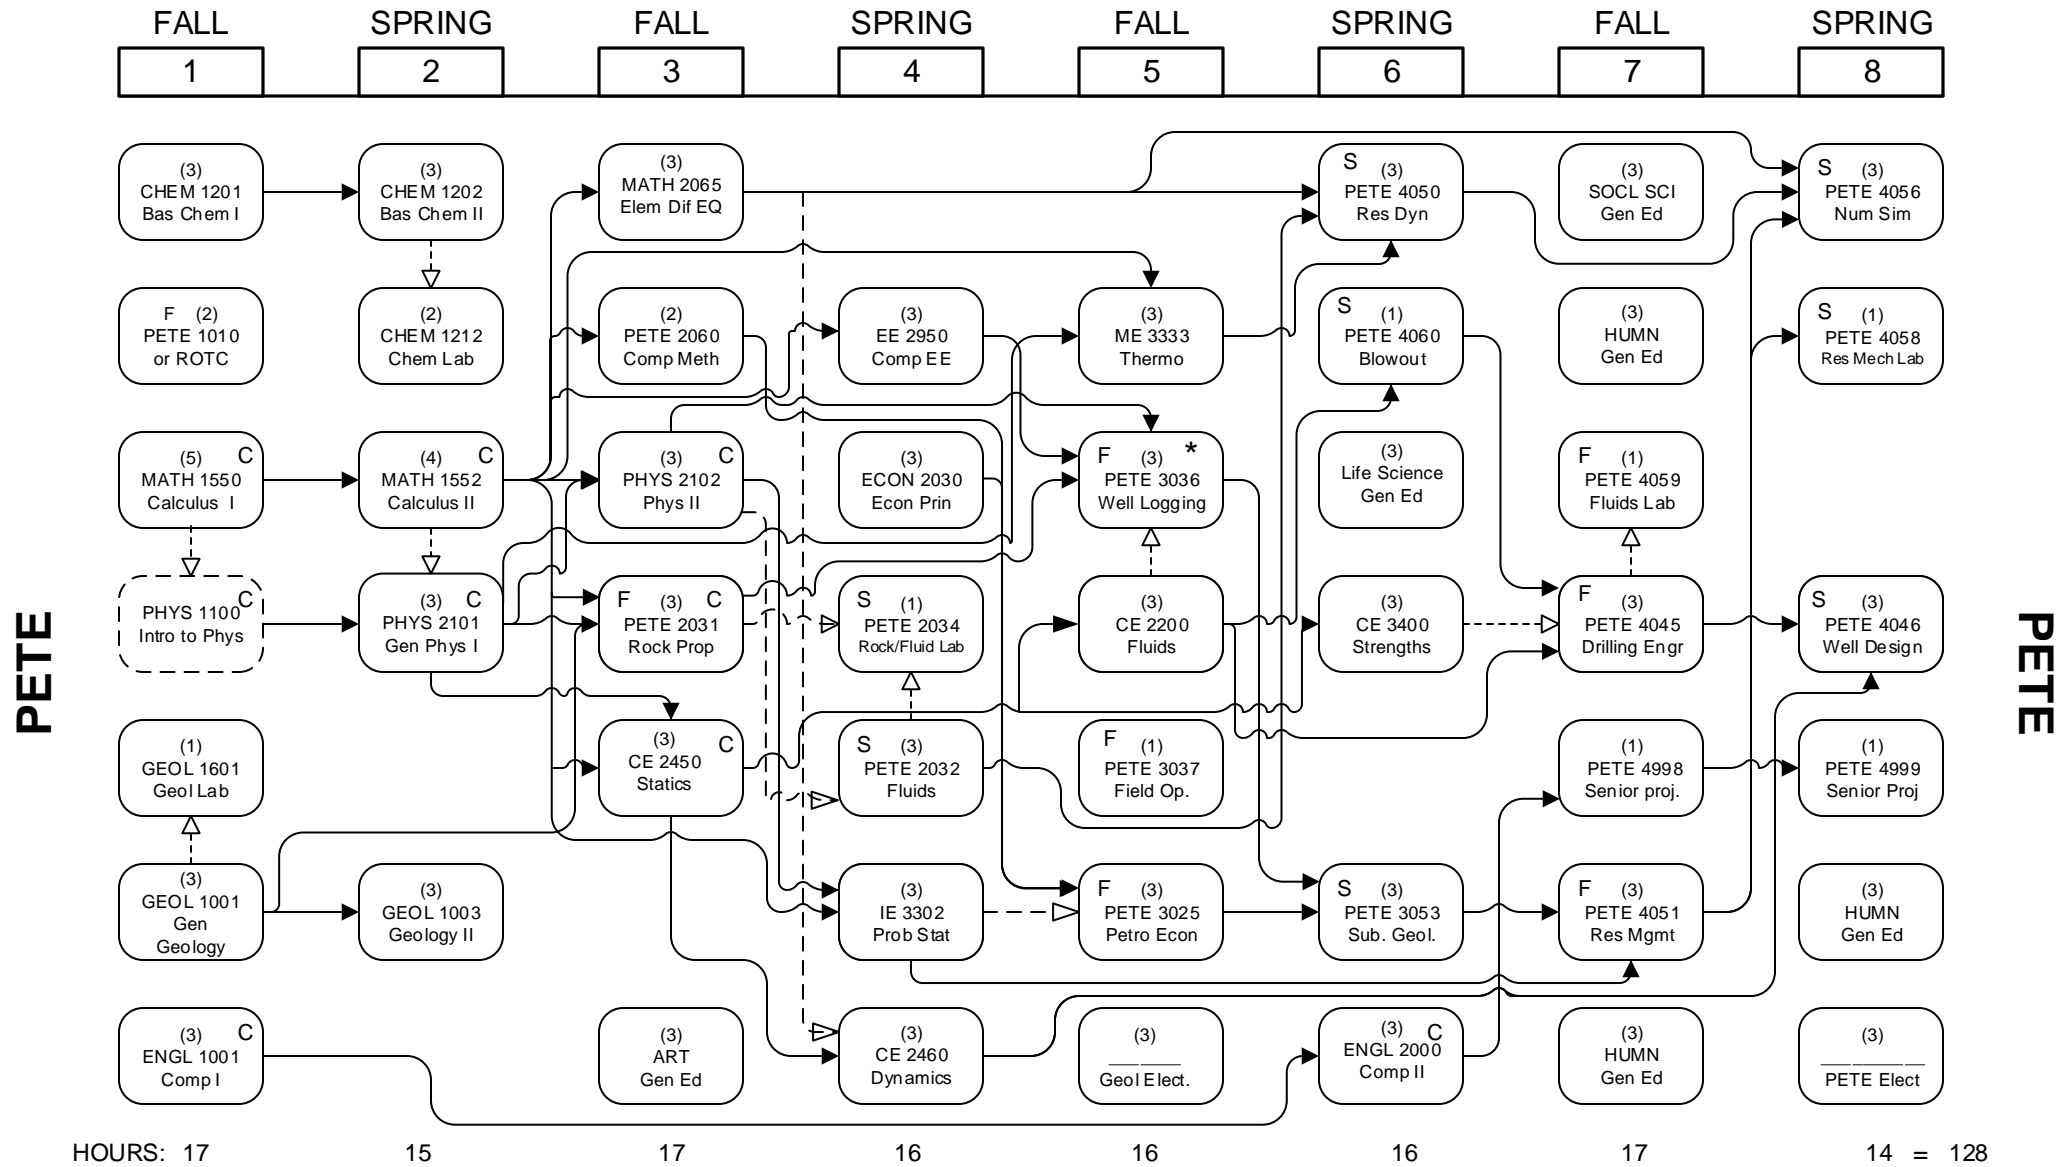 FALL
SPRING
FALL
SPRING
FALL
SPRING
FALL
SPRING
1
2
3
4
5
6
7
8
(3)
CHEM 1201
Bas Chem I
(3)
CHEM 1202
Bas Chem II
(3)
MATH 2065
Elem Dif EQ
S (3)
PETE 4050
Res Dyn
(3)
SOCL SCI
Gen Ed
S (3)
PETE 4056
Num Sim
F (2)
PETE 1010
or ROTC
(2)
CHEM 1212
Chem Lab
(2)
PETE 2060
Comp Meth
(3)
EE 2950
Comp EE
(3)
ME 3333
Thermo
S (1)
PETE 4060
Blowout
(3)
HUMN
Gen Ed
S (1)
PETE 4058
Res Mech Lab
(5) C
MATH 1550
Calculus I
(4) C
MATH 1552
Calculus II
(3) C
PHYS 2102
Phys II
(3)
ECON 2030
Econ Prin
F (3) *
PETE 3036
Well Logging
(3)
Life Science
Gen Ed
F (1)
PETE 4059
Fluids Lab
C
PHYS 1100
Intro to Phys
(3) C
PHYS 2101
Gen Phys I
F (3) C
PETE 2031
Rock Prop
S (1)
PETE 2034
Rock/Fluid Lab
(3)
CE 2200
Fluids
(3)
CE 3400
Strengths
F
(3)
PETE 4045
Drilling Engr
S (3)
PETE 4046
Well Design
PETE
PETE
(1)
GEOL 1601
Geol Lab
(3) C
CE 2450
Statics
S (3)
PETE 2032
Fluids
F (1)
PETE 3037
Field Op.
(1)
PETE 4998
Senior proj.
(1)
PETE 4999
Senior Proj
(3)
GEOL 1001
Gen
Geology
(3)
GEOL 1003
Geology II
(3)
IE 3302
Prob Stat
F (3)
PETE 3025
Petro Econ
S (3)
PETE 3053
Sub. Geol.
F (3)
PETE 4051
Res Mgmt
(3)
HUMN
Gen Ed
(3) C
ENGL 1001
Comp I
(3)
ART
Gen Ed
(3)
CE 2460
Dynamics
(3)
______
Geol Elect.
(3) C
ENGL 2000
Comp II
(3)
HUMN
Gen Ed
(3)
_________
PETE Elect
HOURS: 17 15 17 16 16 16 17 14 = 128